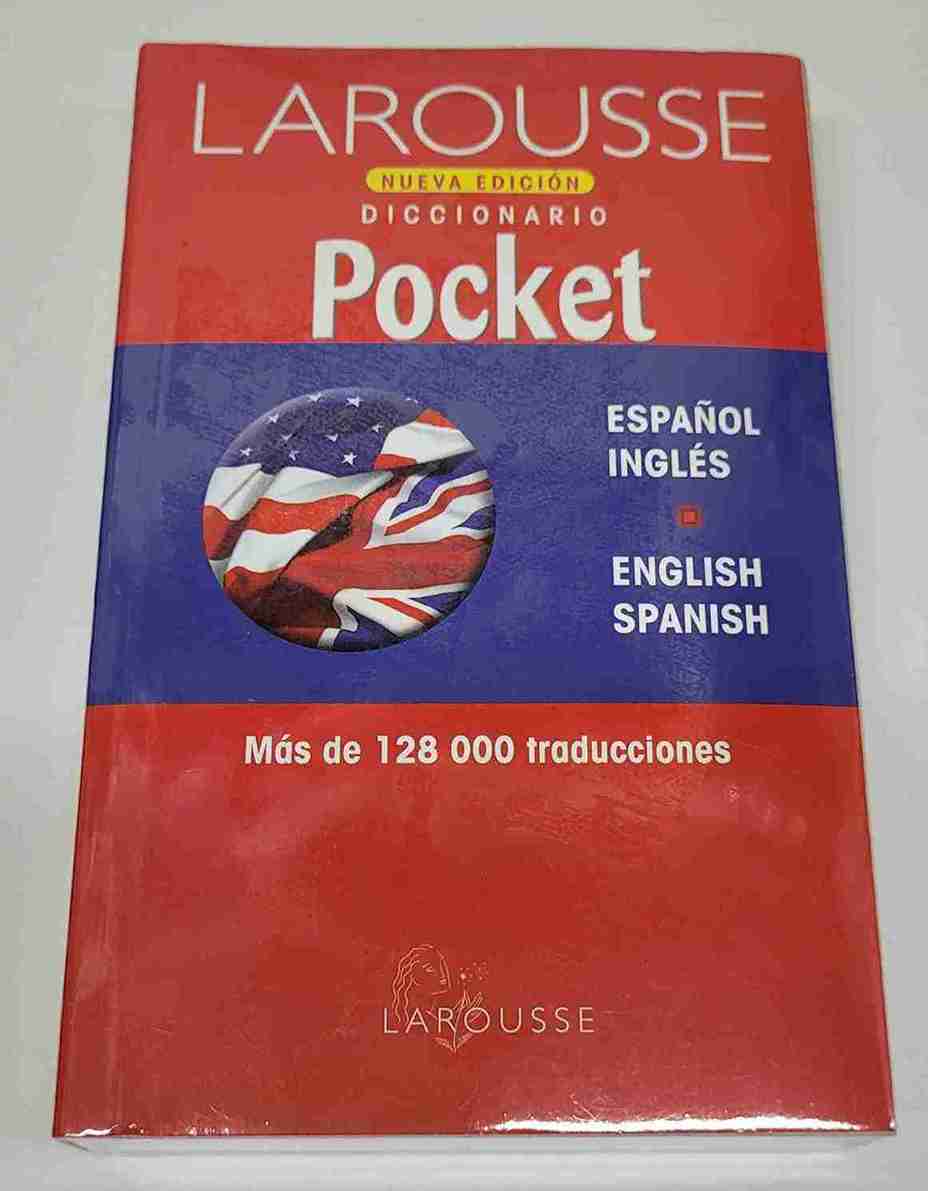 LAROUSSE
NUEVA EDICIÓN
DICCIONARIO
Pocket
ESPAÑOL
INGLÉS
ENGLISH
SPANISH
Más de 128 000 traducciones
LAROUSSE